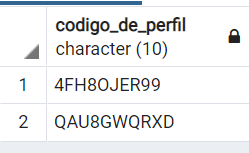 codigo_de_perfil
character (10)
1 4FH8OJER99
2 QAU8GWQRXD